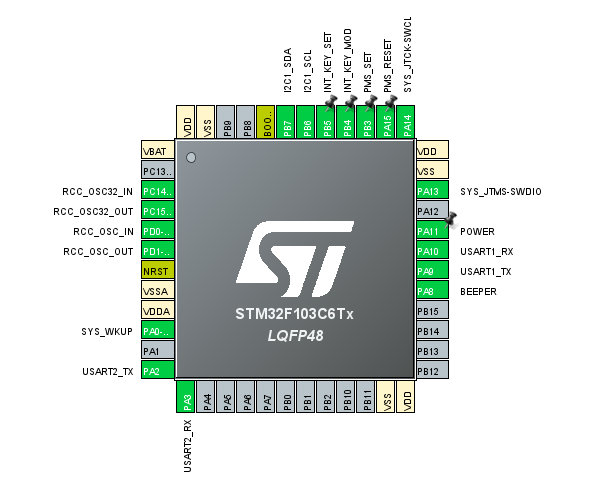 I2C1_SDA
I2C1_SCL
INT_KEY_SET
INT_KEY_MOD
PMS_SET
PMS_RESET
SYS_JTCK-SWCL
VDD
VSS
PB9
PB8
BOO..
PB7
PB6
PB5
PB4
PB3
PA15
PA14
VBAT
PC13..
RCC_OSC32_IN PC14..
RCC_OSC32_OUT PC15..
RCC_OSC_IN PD0-..
RCC_OSC_OUT PD1-..
NRST
VSSA
VDDA
SYS_WKUP PA0-..
PA1
USART2_TX PA2
ST
STM32F103C6Tx
LQFP48
VDD
VSS
PA13 SYS_JTMS-SWDIO
PA12
PA11 POWER
PA10 USART1_RX
PA9 USART1_TX
PA8 BEEPER
PB15
PB14
PB13
PB12
PA3
PA4
PA5
PA6
PA7
PB0
PB1
PB2
PB10
PB11
VSS
VDD
USART2_RX